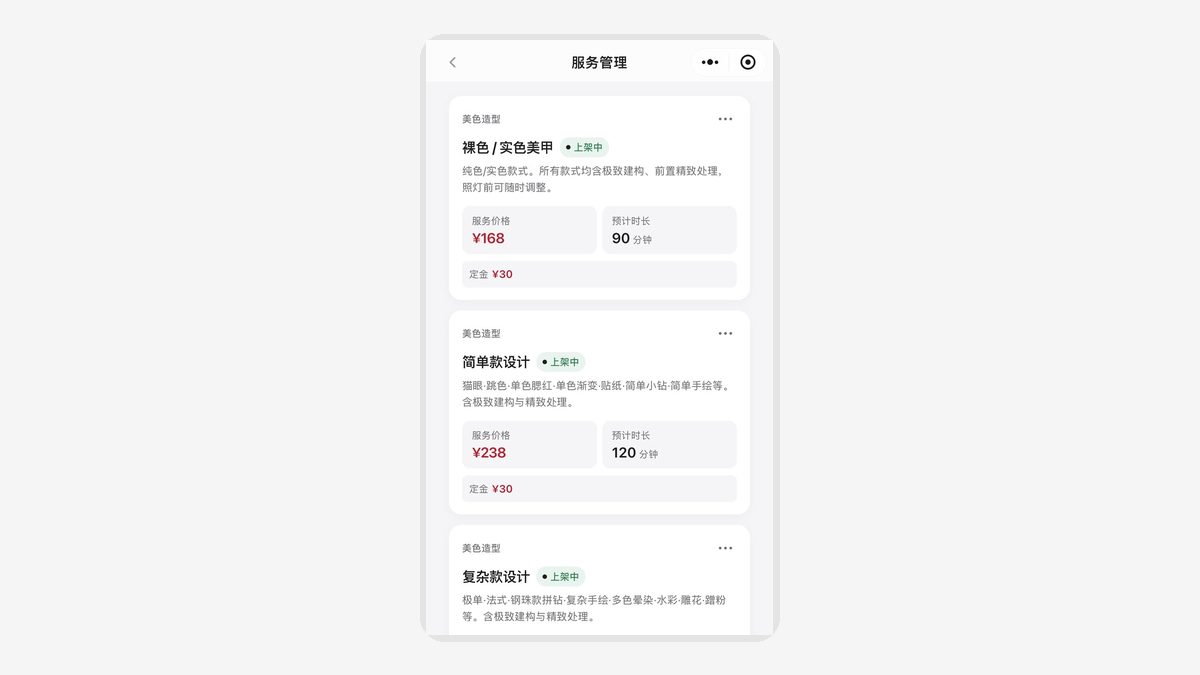 服务管理
美色造型
裸色 / 实色美甲 上架中
纯色/实色款式。所有款式均含极致建构、前置精致处理，
照灯前可随时调整。
服务价格 预计时长
¥168 90 分钟
定金 ¥30
美色造型
简单款设计 上架中
猫眼·跳色·单色腮红·单色渐变·贴纸·简单小钻·简单手绘等。
含极致建构与精致处理。
服务价格 预计时长
¥238 120 分钟
定金 ¥30
美色造型
复杂款设计 上架中
极单·法式·钢珠款拼钻·复杂手绘·多色晕染·水彩·雕花·蹭粉
等。含极致建构与精致处理。